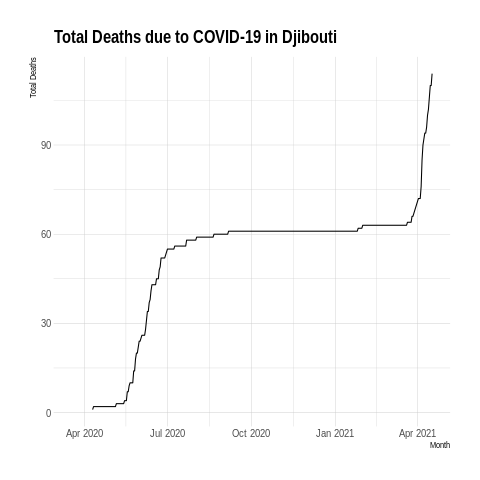 Total Deaths due to COVID-19 in Djibouti
Total Deaths
90
60
30
0
Apr 2020 Jul 2020 Oct 2020 Jan 2021 Apr 2021
Month